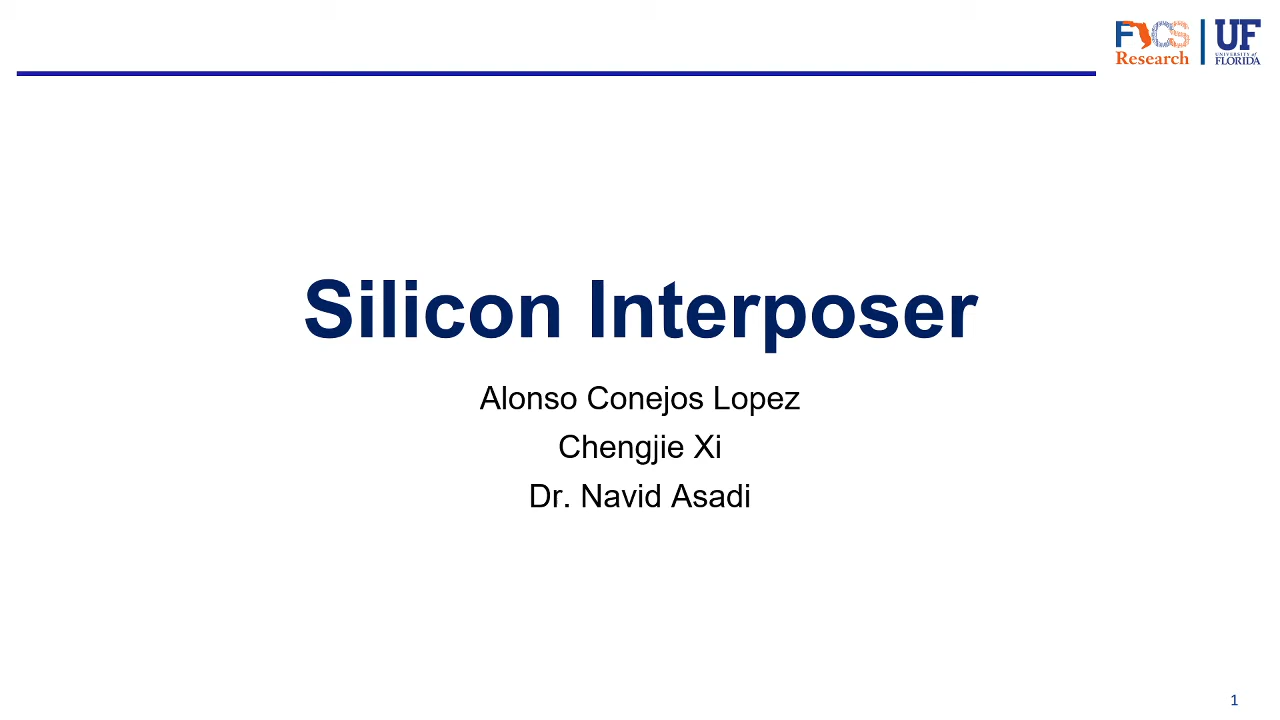 FICS
Research
UF
UNIVERSITY of
FLORIDA
Silicon Interposer
Alonso Conejos Lopez
Chengjie Xi
Dr. Navid Asadi
1